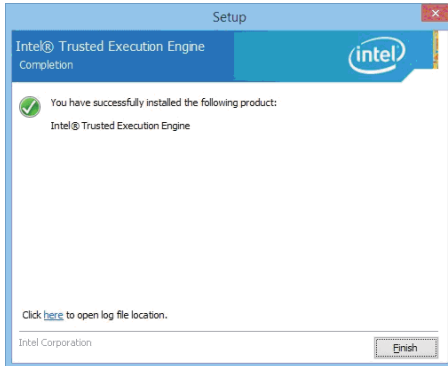 Setup
Intel® Trusted Execution Engine
Completion
intel
You have successfully installed the following product:
Intel® Trusted Execution Engine
Click here to open log file location.
Intel Corporation
Finish